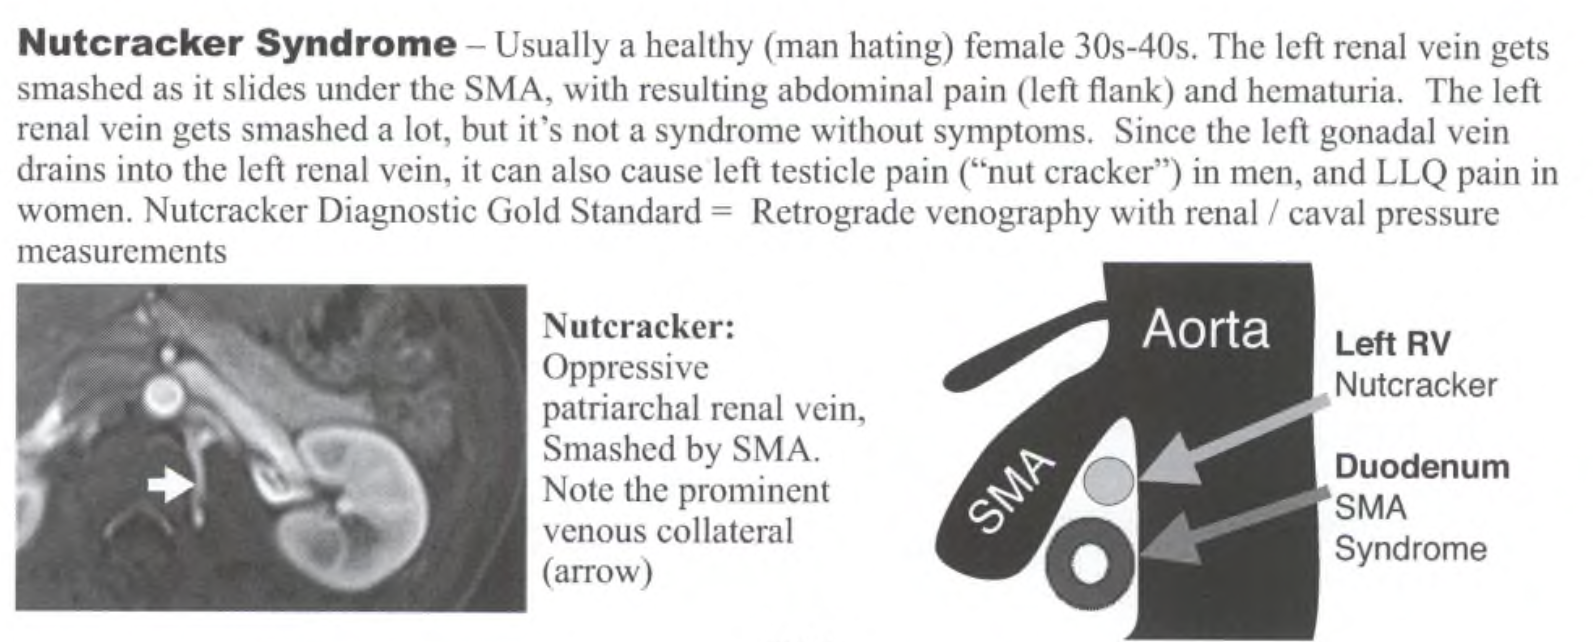 Nutcracker Syndrome – Usually a healthy (man hating) female 30s-40s. The left renal vein gets
smashed as it slides under the SMA, with resulting abdominal pain (left flank) and hematuria. The left
renal vein gets smashed a lot, but it's not a syndrome without symptoms. Since the left gonadal vein
drains into the left renal vein, it can also cause left testicle pain (“nut cracker”) in men, and LLQ pain in
women. Nutcracker Diagnostic Gold Standard = Retrograde venography with renal / caval pressure
measurements
Nutcracker:
Oppressive
patriarchal renal vein,
Smashed by SMA.
Note the prominent
venous collateral
(arrow)
Aorta
SMA
Left RV
Nutcracker
Duodenum
SMA
Syndrome